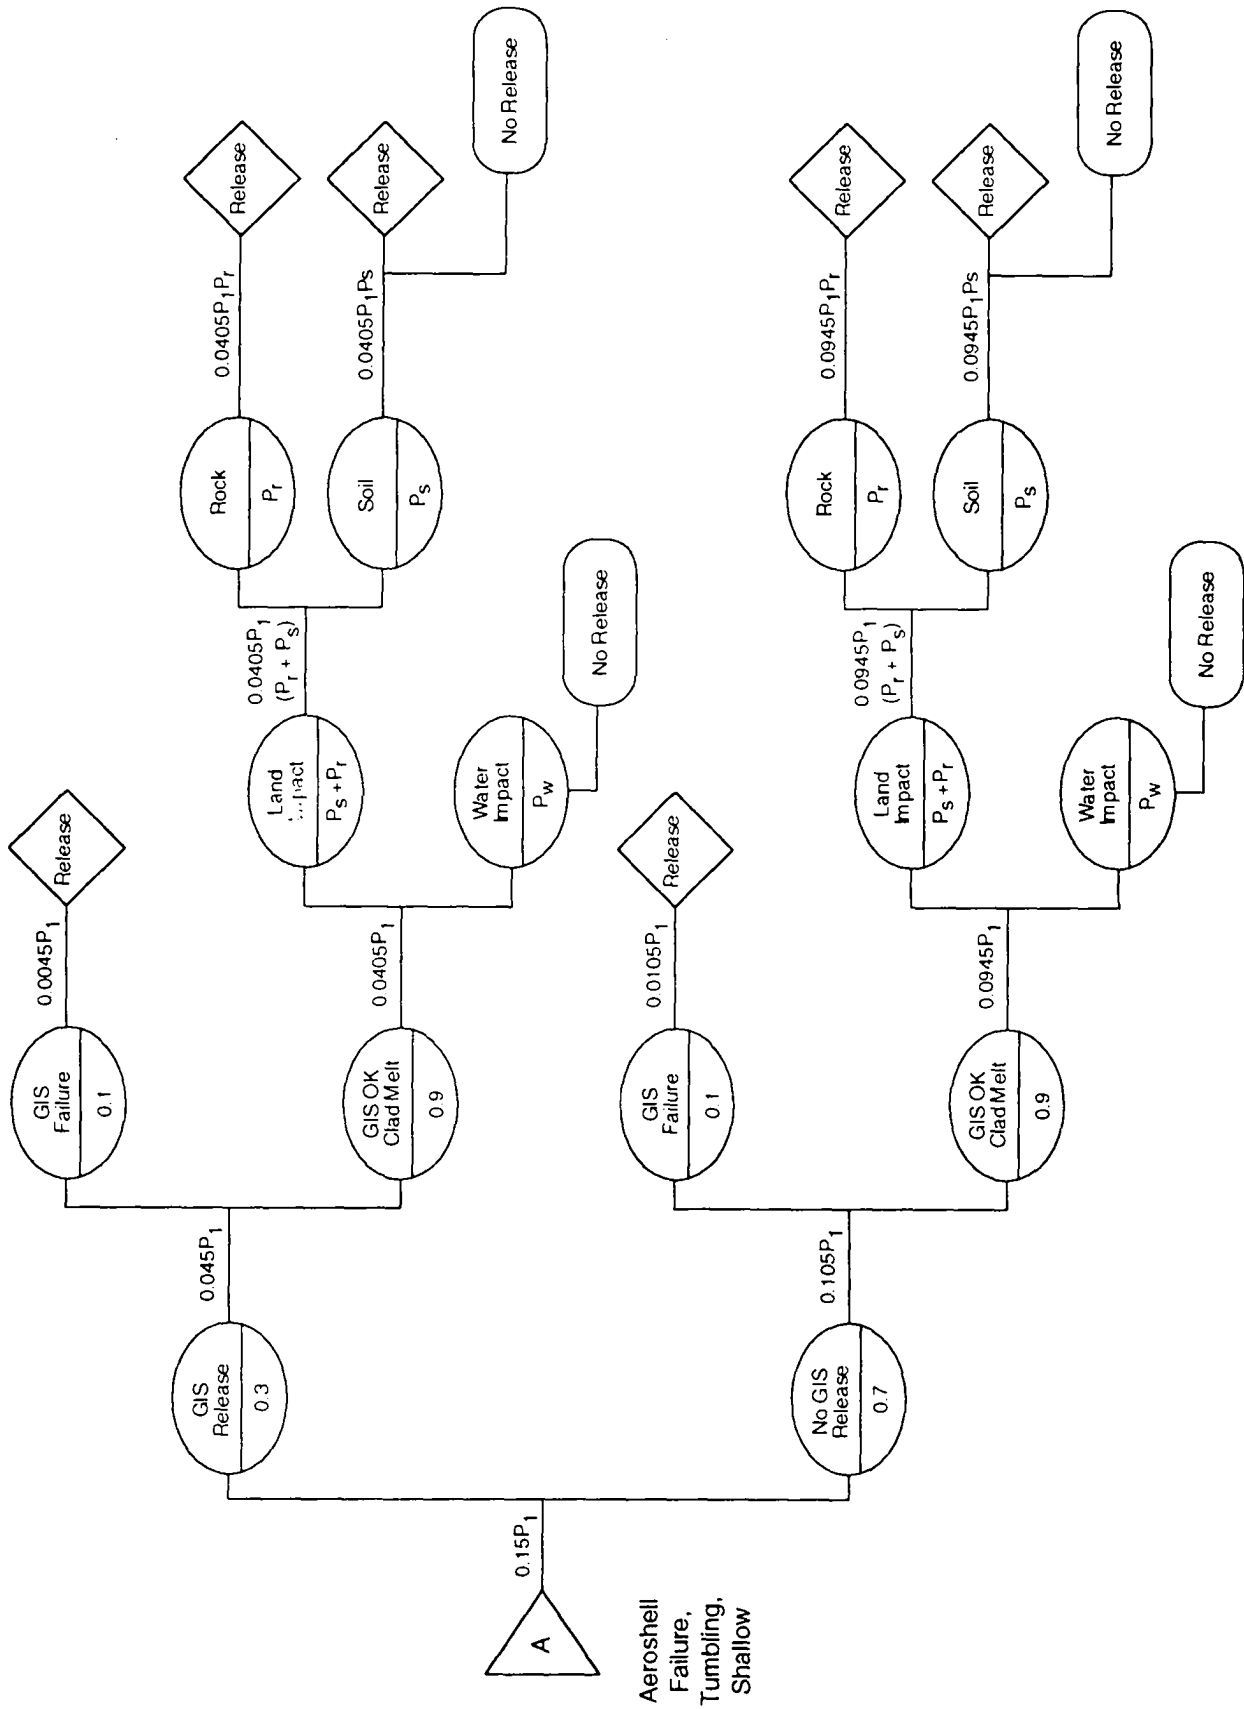 Aeroshell
Failure,
Tumbling,
Shallow
A
0.15P1
GIS
Release
0.3
0.045P1
GIS
Failure
0.1
0.0045P1
Release
GIS OK
Clad Melt
0.9
0.0405P1
Land
Ps+Pr
0.0405P1
(Pr + Ps)
Rock
Pr
0.0405P1Pr
Release
Soil
Ps
0.0405P1Ps
Release
No Release
Water
Impact
Pw
No Release
No GIS
Release
0.7
0.105P1
GIS
Failure
0.1
0.0105P1
Release
GIS OK
Clad Melt
0.9
0.0945P1
Land
Impact
Ps+Pr
0.0945P1
(Pr + Ps)
Rock
Pr
0.0945P1Pr
Release
Soil
Ps
0.0945P1Ps
Release
No Release
Water
Impact
Pw
No Release